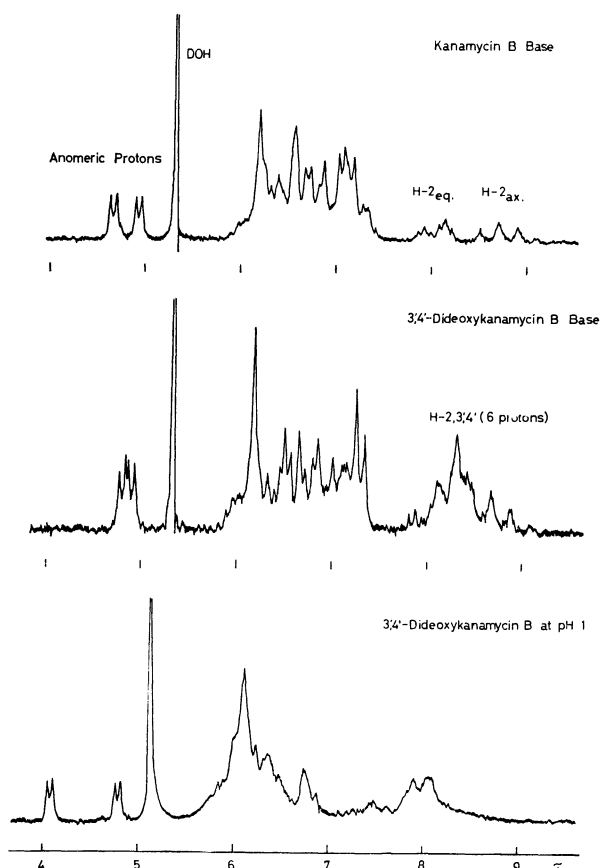 Kanamycin B Base
DOH
Anomeric Protons
H-2eq.
H-2ax.
3',4'-Dideoxykanamycin B Base
H-2,3',4' (6 protons)
3',4'-Dideoxykanamycin B at pH 1
4 5 6 7 8 9 τ